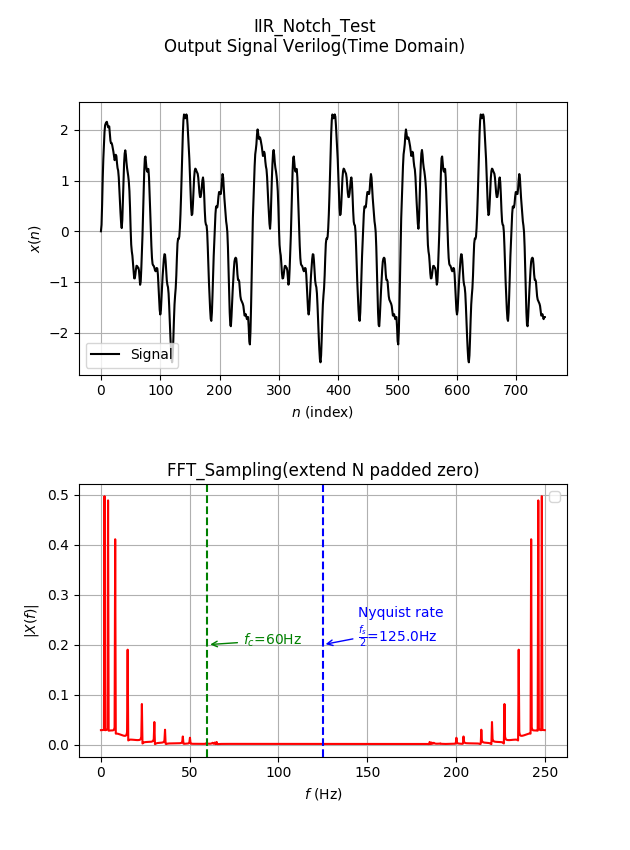 IIR_Notch_Test
Output Signal Verilog(Time Domain)
2
1
0
−1
−2
x(n)
Signal
0 100 200 300 400 500 600 700
n (index)
FFT_Sampling(extend N padded zero)
0.5
0.4
0.3
0.2
0.1
0.0
|X(f)|
Nyquist rate
f_c=60Hz
f_s/2=125.0Hz
0 50 100 150 200 250
f (Hz)